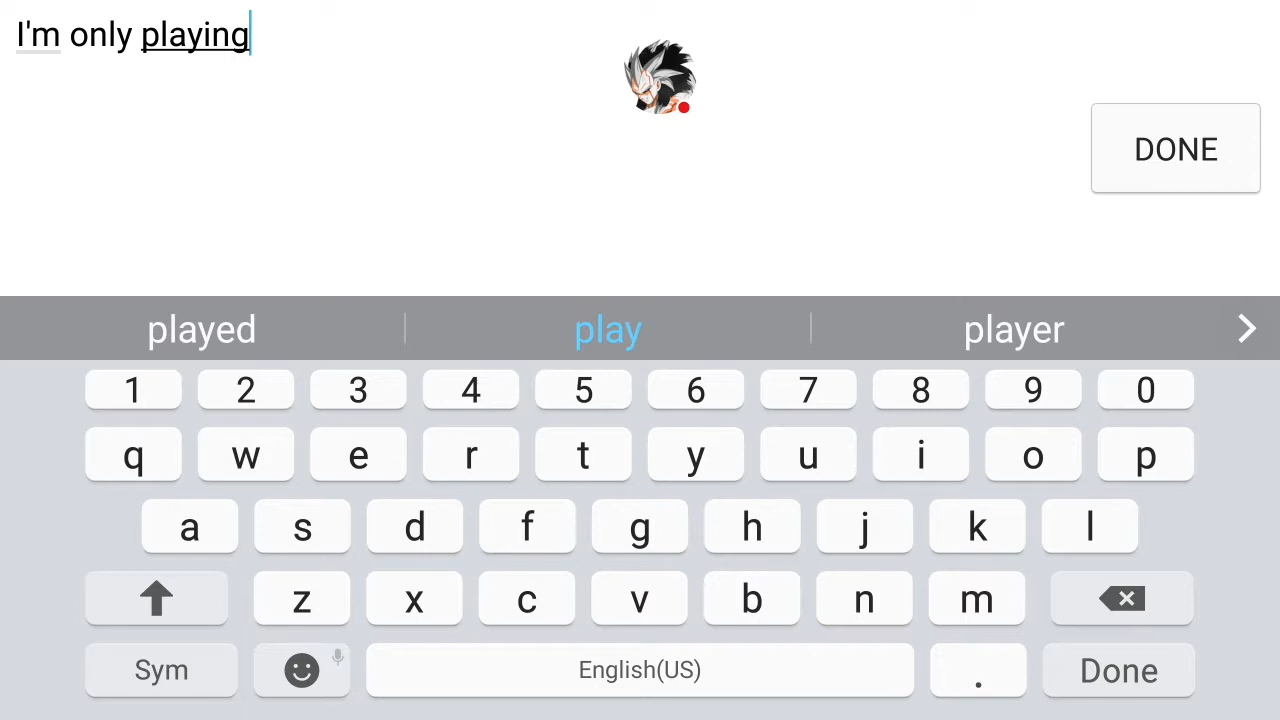 I'm only playing
DONE
played play player
1 2 3 4 5 6 7 8 9 0
q w e r t y u i o p
a s d f g h j k l
z x c v b n m
Sym English(US) . Done